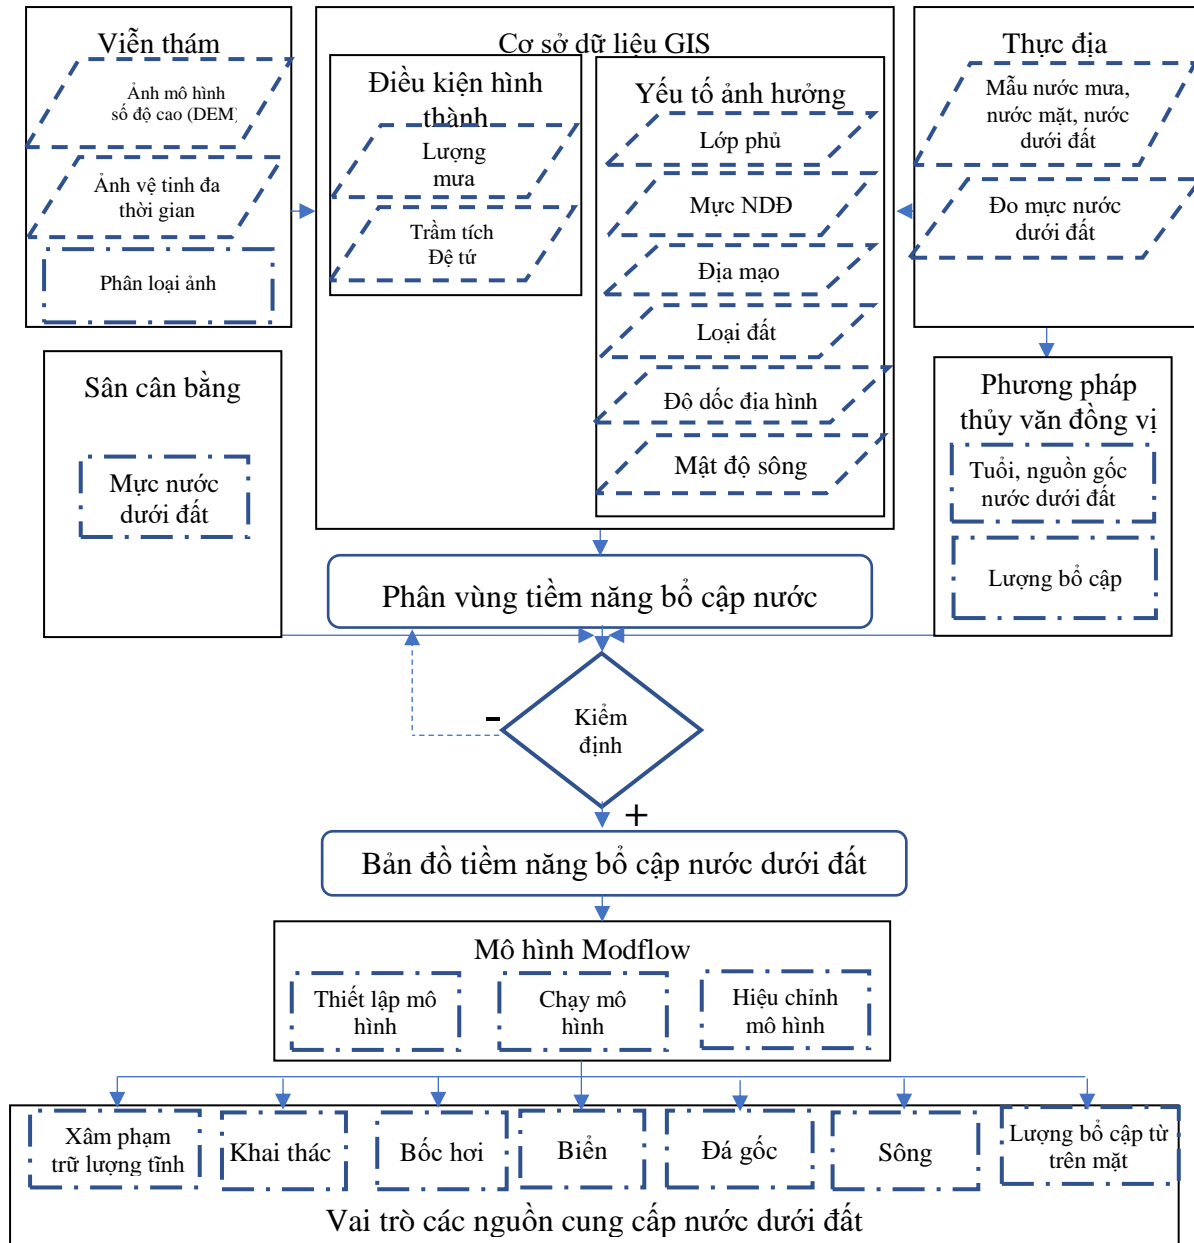 Viễn thám
Ảnh mô hình
số độ cao (DEM)
Ảnh vệ tinh đa
thời gian
Phân loại ảnh
Cơ sở dữ liệu GIS
Điều kiện hình
thành
Lượng
mưa
Trầm tích
Đệ tứ
Yếu tố ảnh hưởng
Lớp phủ
Mực NDĐ
Địa mạo
Loại đất
Độ dốc địa hình
Mật độ sông
Thực địa
Mẫu nước mưa,
nước mặt, nước
dưới đất
Đo mực nước
dưới đất
Sân cân bằng
Mực nước
dưới đất
Phương pháp
thủy văn đồng vị
Tuổi, nguồn gốc
nước dưới đất
Lượng bổ cập
Phân vùng tiềm năng bổ cập nước
Kiểm
định
-
+
Bản đồ tiềm năng bổ cập nước dưới đất
Mô hình Modflow
Thiết lập mô
hình
Chạy mô
hình
Hiệu chỉnh
mô hình
Xâm phạm
trữ lượng tĩnh
Khai thác
Bốc hơi
Biển
Đá gốc
Sông
Lượng bổ cập từ
trên mặt
Vai trò các nguồn cung cấp nước dưới đất